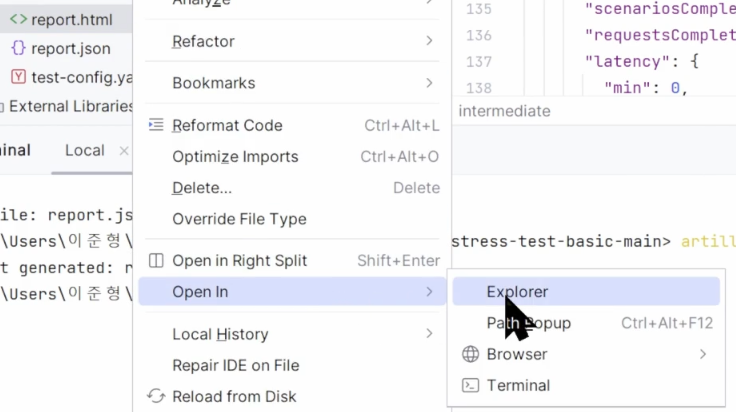 Analyze
135
"scenariosComple
report.html
Refactor
136
"requestsComplet
report.json
137
"latency": {
test-config.ya
Bookmarks
138
"min": 0,
External Libraries
intermediate
Reformat Code Ctrl+Alt+L
Local
Optimize Imports Ctrl+Alt+O
Delete... Delete
ile: report.js
Override File Type
\Users\이준형\
stress-test-basic-main> artill
t generated: r
Open in Right Split Shift+Enter
\Users\이준형\
Open In
Explorer
Path Popup Ctrl+Alt+F12
Local History
Browser
Repair IDE on File
Terminal
Reload from Disk